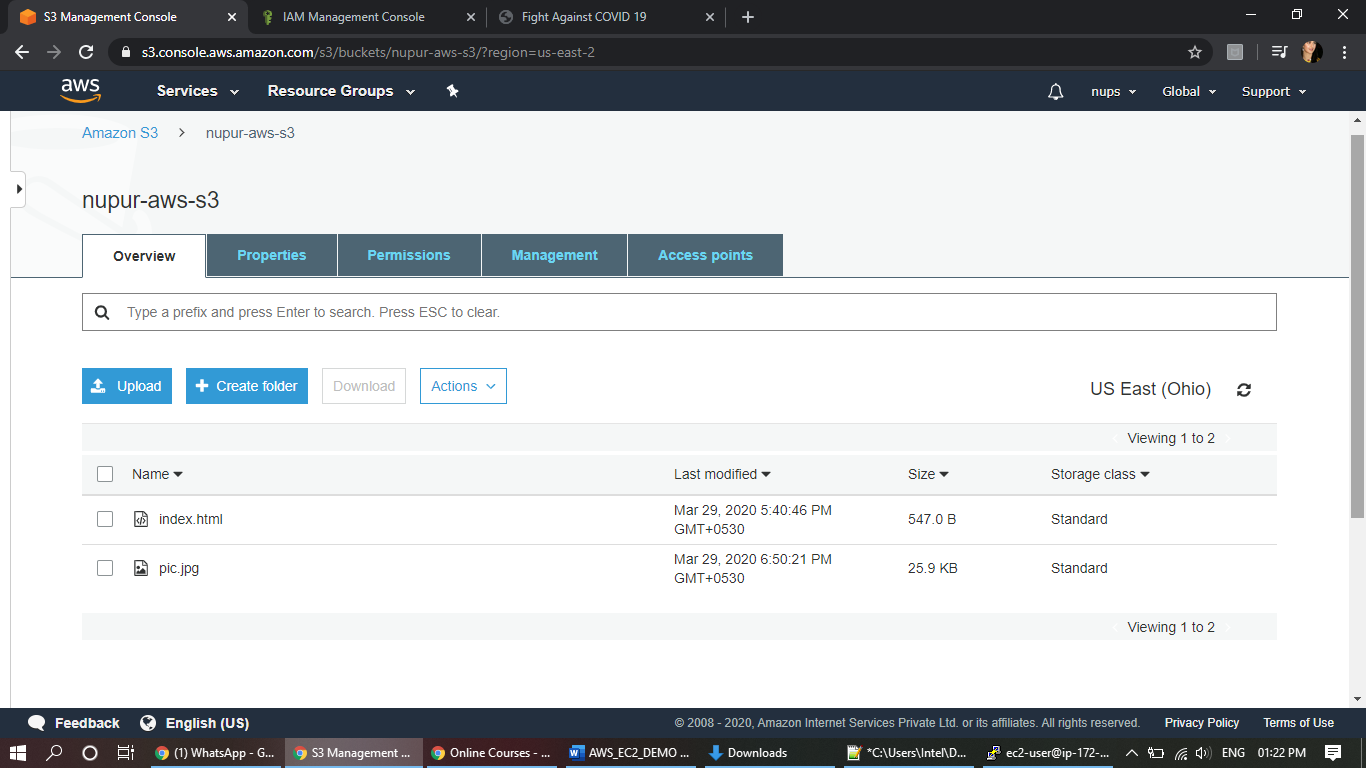 S3 Management Console
IAM Management Console
Fight Against COVID 19
s3.console.aws.amazon.com/s3/buckets/nupur-aws-s3/?region=us-east-2
aws
Services
Resource Groups
nups
Global
Support
Amazon S3 > nupur-aws-s3
nupur-aws-s3
Overview
Properties
Permissions
Management
Access points
Type a prefix and press Enter to search. Press ESC to clear.
Upload
Create folder
Download
Actions
US East (Ohio)
Viewing 1 to 2
Name
Last modified
Size
Storage class
index.html
Mar 29, 2020 5:40:46 PM
GMT+0530
547.0 B
Standard
pic.jpg
Mar 29, 2020 6:50:21 PM
GMT+0530
25.9 KB
Standard
Viewing 1 to 2
Feedback
English (US)
© 2008 - 2020, Amazon Internet Services Private Ltd. or its affiliates. All rights reserved.
Privacy Policy
Terms of Use
(1) WhatsApp - G...
S3 Management ...
Online Courses - ...
AWS_EC2_DEMO ...
Downloads
*C:\Users\Intel\D...
ec2-user@ip-172-...
ENG
01:22 PM